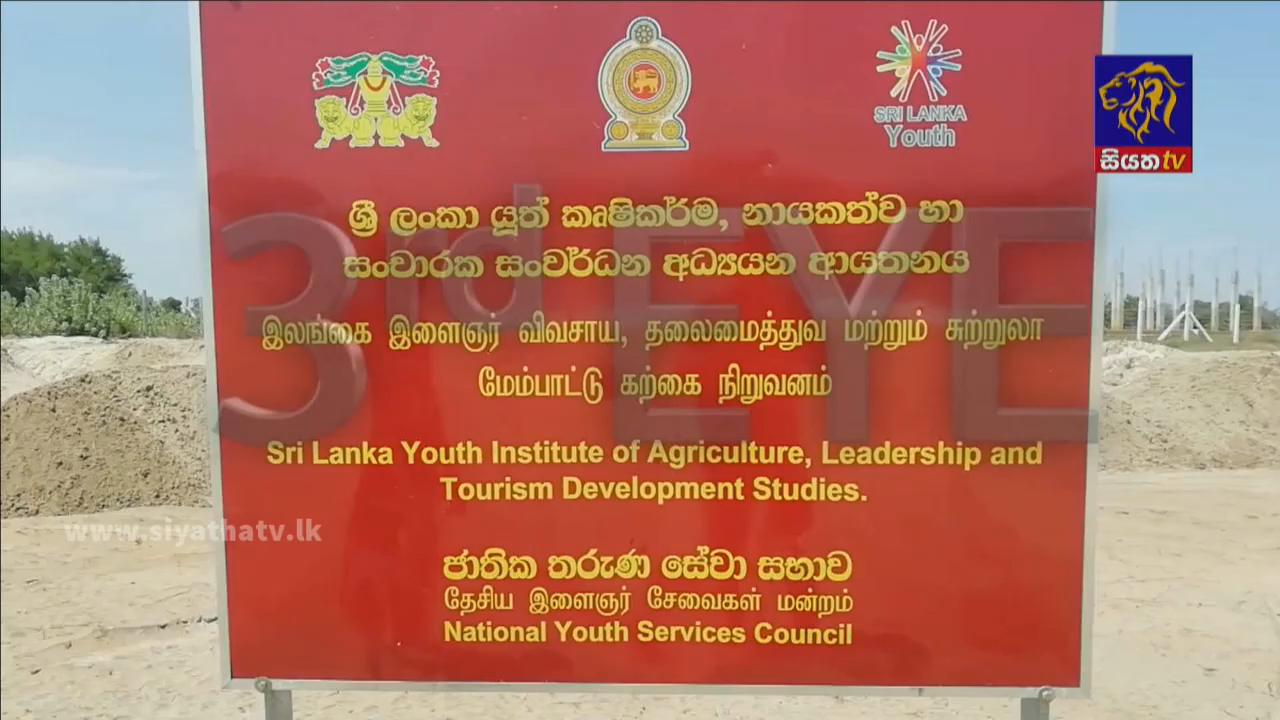 SRI LANKA
Youth
සියත tv
ශ්‍රී ලංකා යූත් කෘෂිකර්ම, නායකත්ව හා
සංචාරක සංවර්ධන අධ්‍යයන ආයතනය
3rd EYE
இலங்கை இளைஞர் விவசாய, தலைமைத்துவ மற்றும் சுற்றுலா
மேம்பாட்டு கற்கை நிறுவனம்
Sri Lanka Youth Institute of Agriculture, Leadership and
Tourism Development Studies.
www.siyathatv.lk
ජාතික තරුණ සේවා සභාව
தேசிய இளைஞர் சேவைகள் மன்றம்
National Youth Services Council